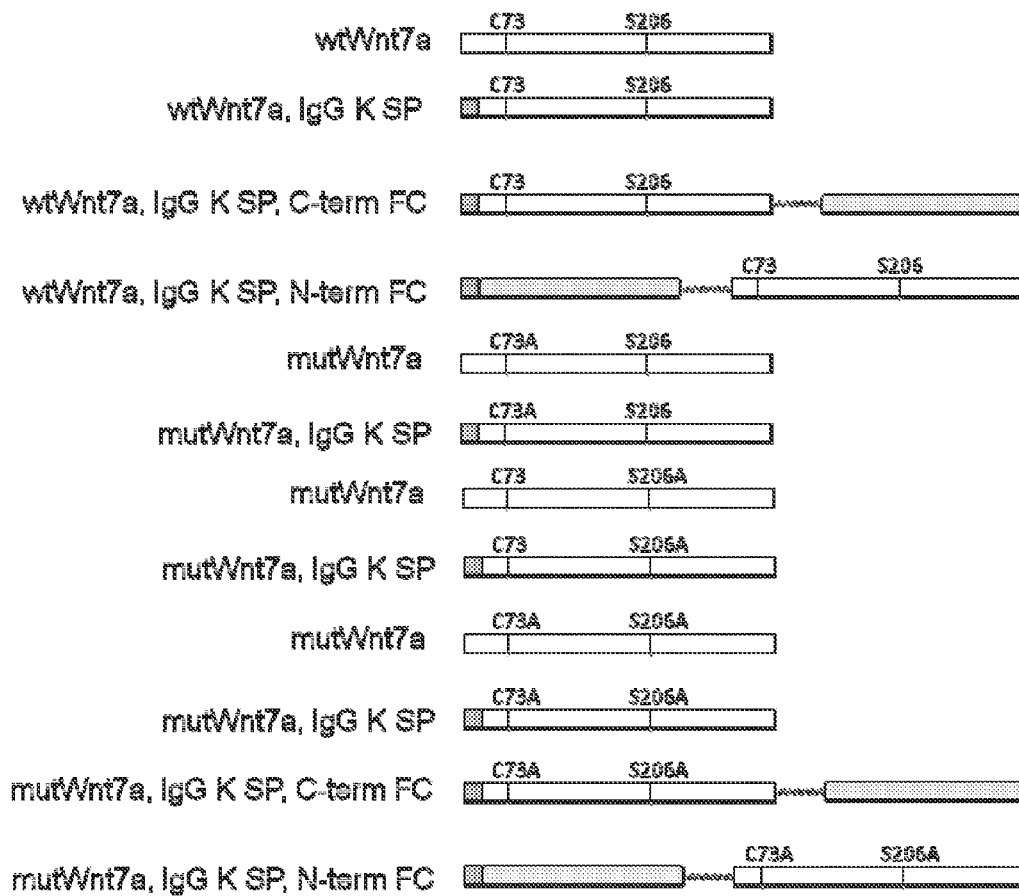 C73 S206
wtWnt7a
C73 S206
wtWnt7a, IgG K SP
C73 S206
wtWnt7a, IgG K SP, C-term FC
C73 S206
wtWnt7a, IgG K SP, N-term FC
C73A S206
mutWnt7a
C73A S206
mutWnt7a, IgG K SP
C73 S206A
mutWnt7a
C73 S206A
mutWnt7a, IgG K SP
C73A S206A
mutWnt7a
C73A S206A
mutWnt7a, IgG K SP
C73A S206A
mutWnt7a, IgG K SP, C-term FC
C73A S206A
mutWnt7a, IgG K SP, N-term FC